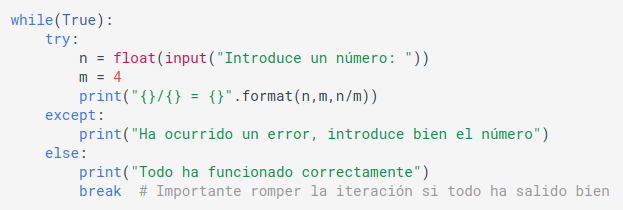 while(True):
    try:
        n = float(input("Introduce un número: "))
        m = 4
        print("{}/{} = {}".format(n,m,n/m))
    except:
        print("Ha ocurrido un error, introduce bien el número")
    else:
        print("Todo ha funcionado correctamente")
        break  # Importante romper la iteración si todo ha salido bien